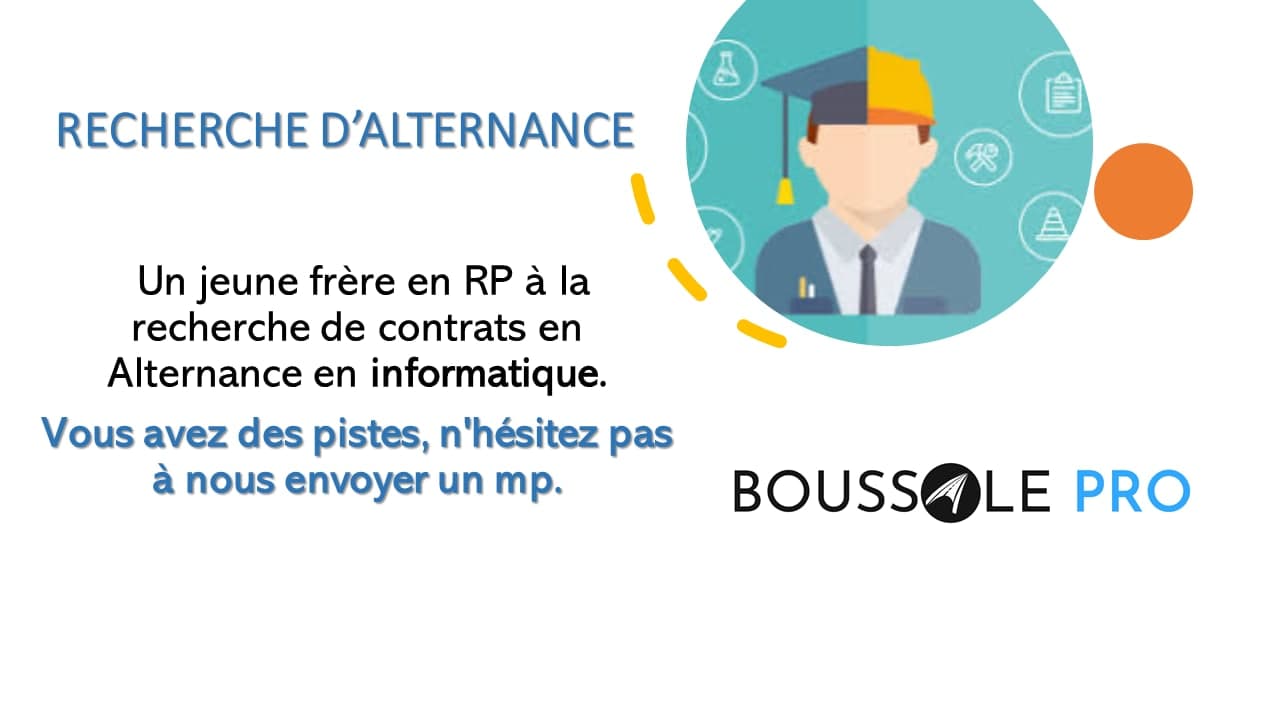 RECHERCHE D’ALTERNANCE
Un jeune frère en RP à la
recherche de contrats en
Alternance en informatique.
Vous avez des pistes, n'hésitez pas
à nous envoyer un mp.
BOUSSOLE PRO